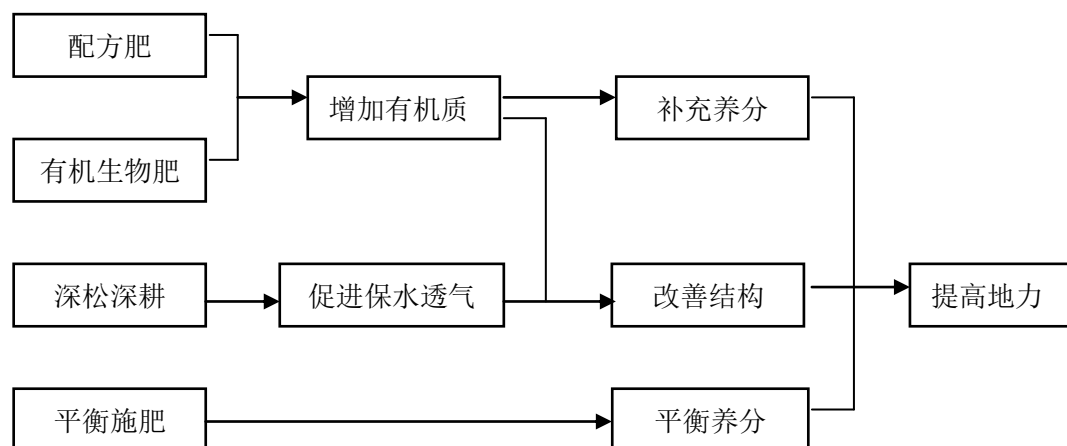 配方肥
增加有机质
补充养分
有机生物肥
深松深耕
促进保水透气
改善结构
提高地力
平衡施肥
平衡养分